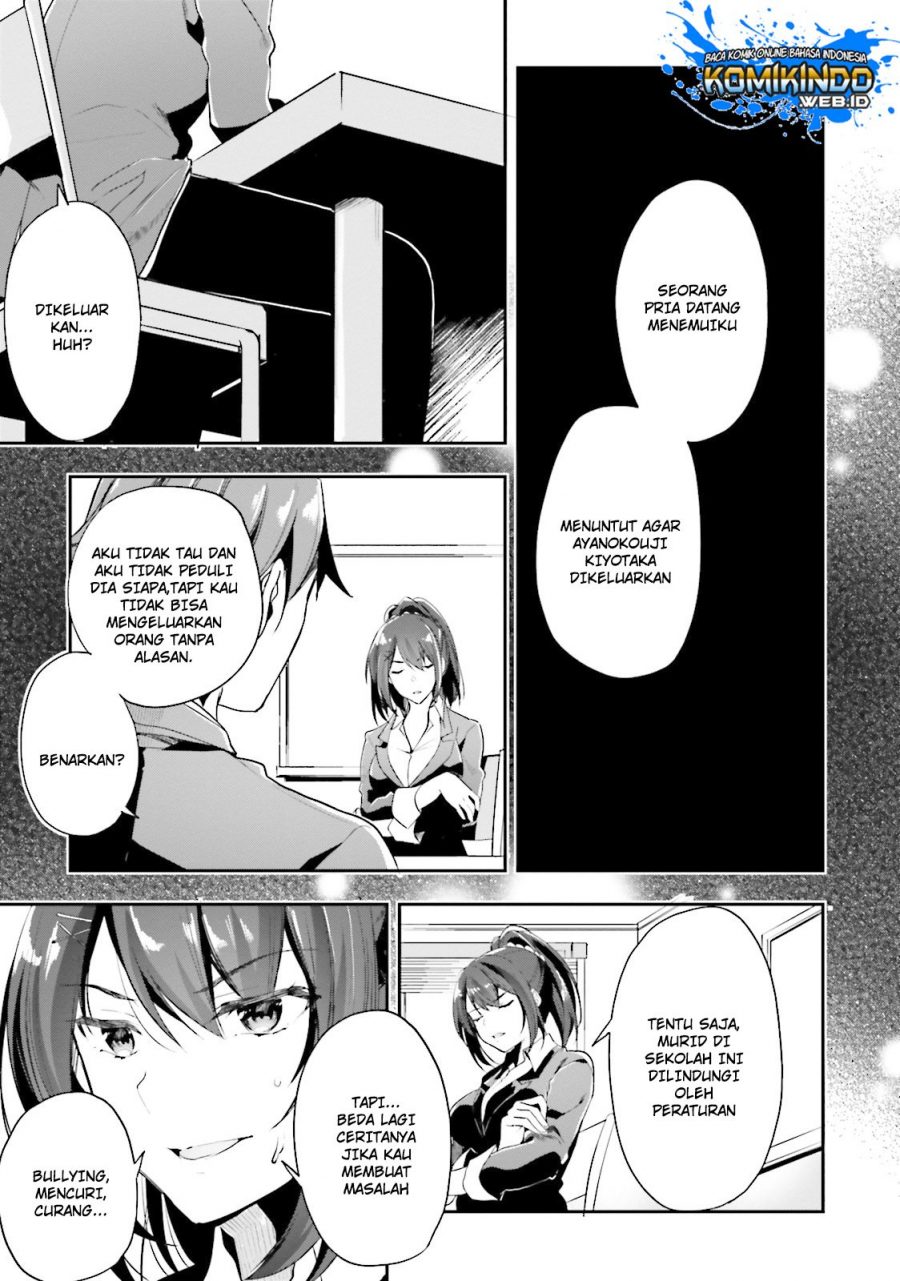 BACA KOMIK ONLINE BAHASA INDONESIA
KOMIKINDO
WEB.ID
SEORANG
PRIA DATANG
MENEMUIKU
MENUNTUT AGAR
AYANOKOUJI
KIYOTAKA
DIKELUARKAN
DIKELUAR
KAN...
HUH?
AKU TIDAK TAU DAN
AKU TIDAK PEDULI
DIA SIAPA,TAPI KAU
TIDAK BISA
MENGELUARKAN
ORANG TANPA
ALASAN.
BENARKAN?
TENTU SAJA,
MURID DI
SEKOLAH INI
DILINDUNGI
OLEH
PERATURAN
TAPI...
BEDA LAGI
CERITANYA
JIKA KAU
MEMBUAT
MASALAH
BULLYING,
MENCURI,
CURANG...